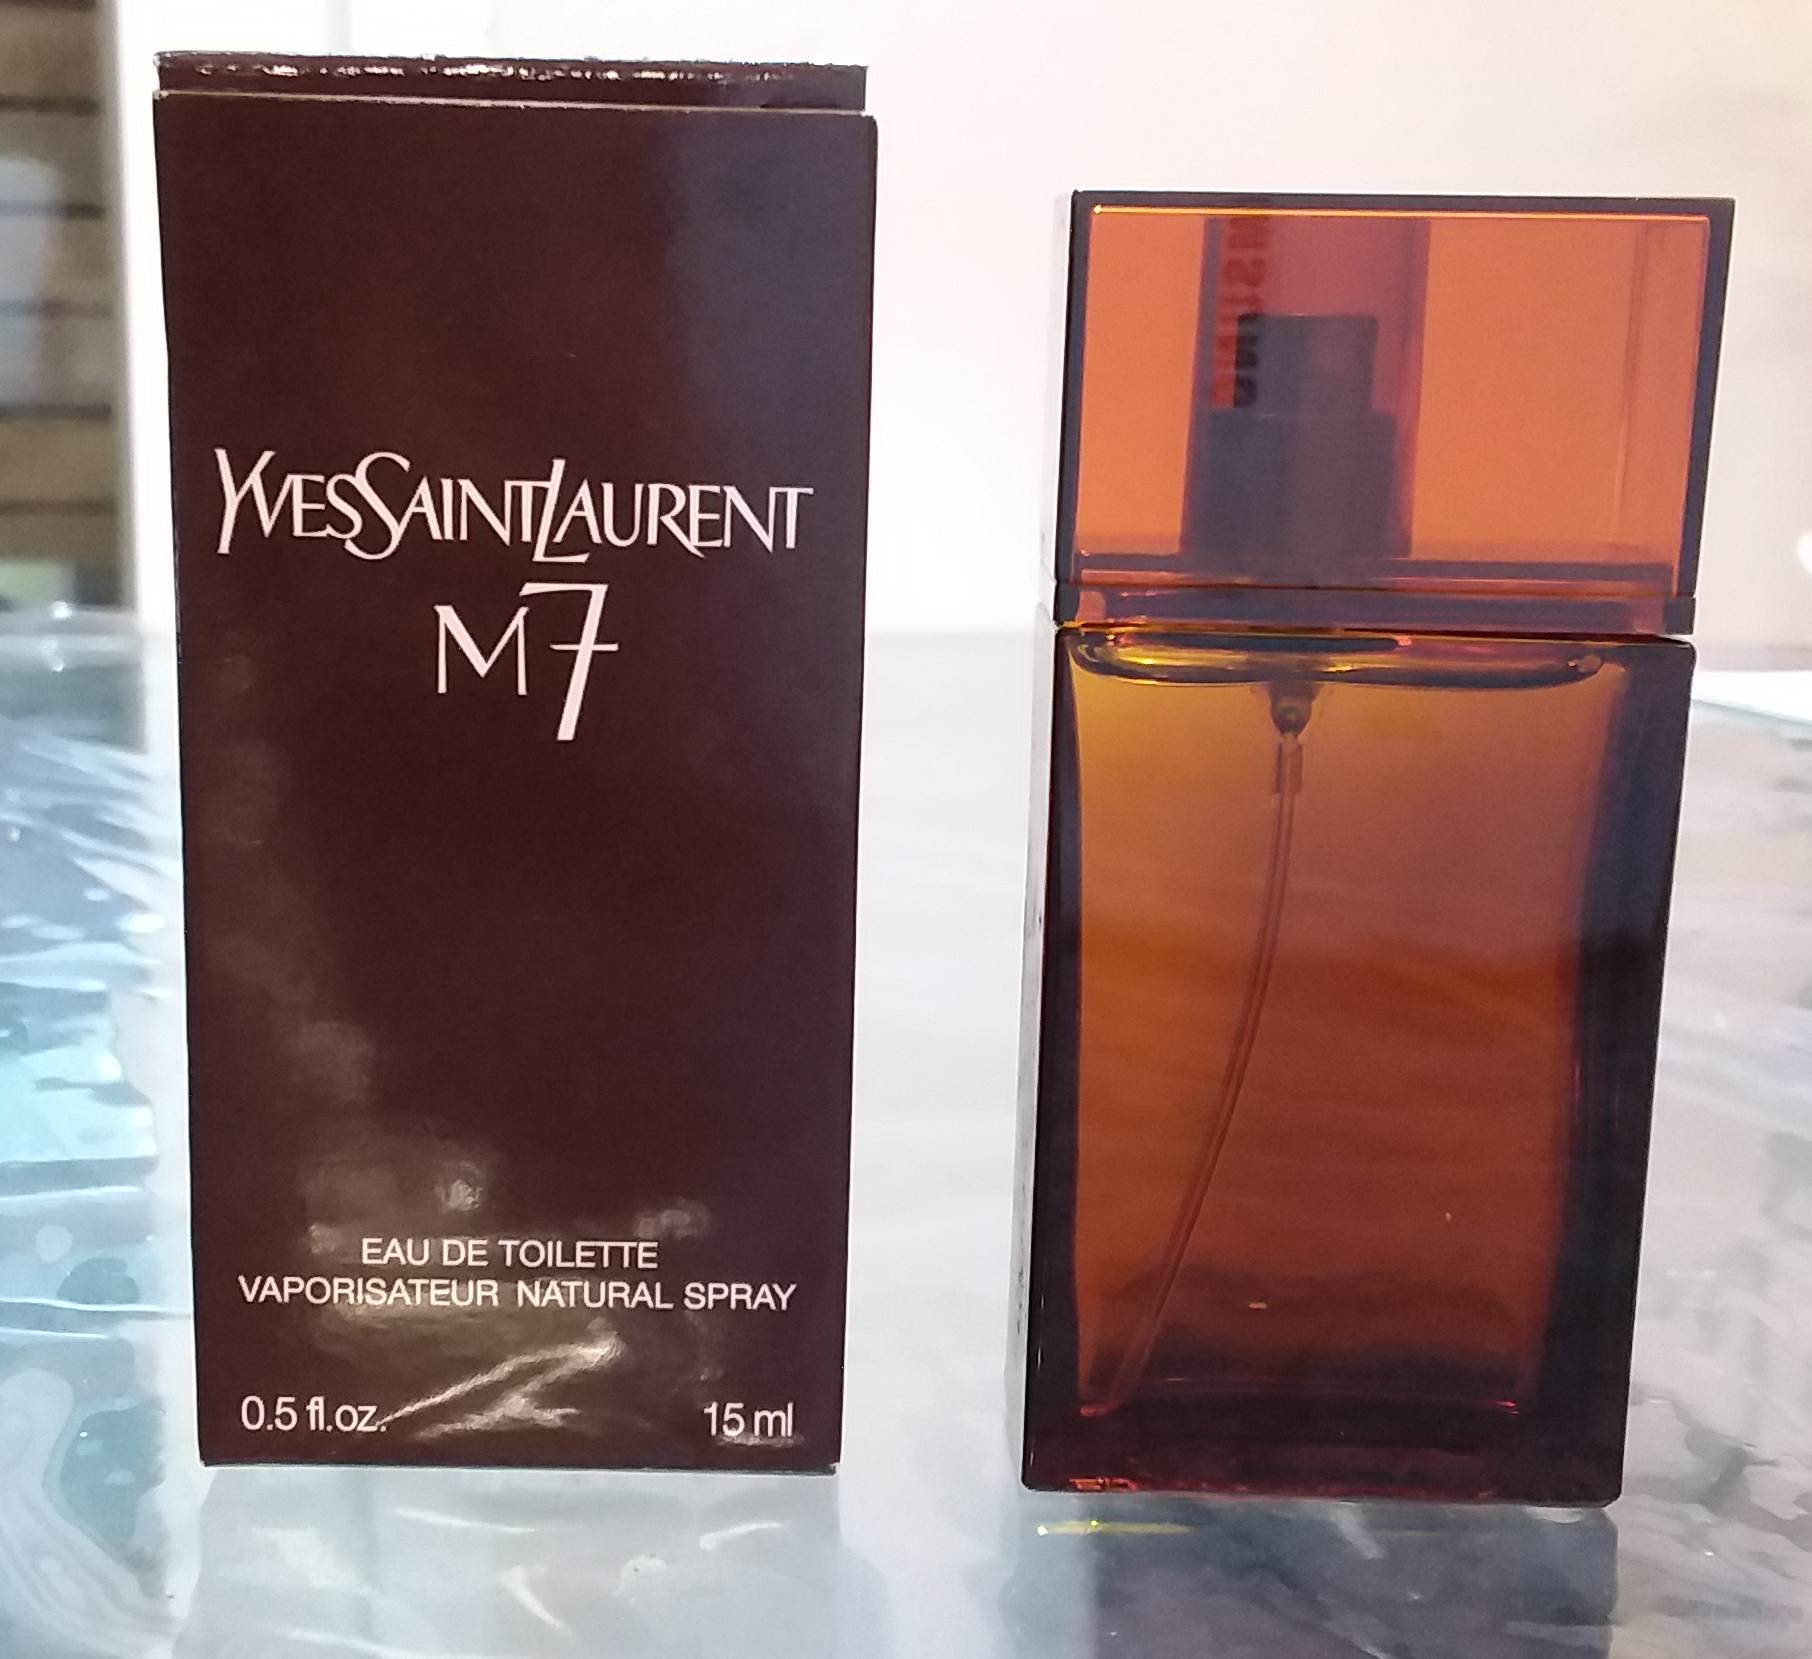 YVESSAINTLAURENT
M7
EAU DE TOILETTE
VAPORISATEUR NATURAL SPRAY
0.5 fl.oz. 15 ml